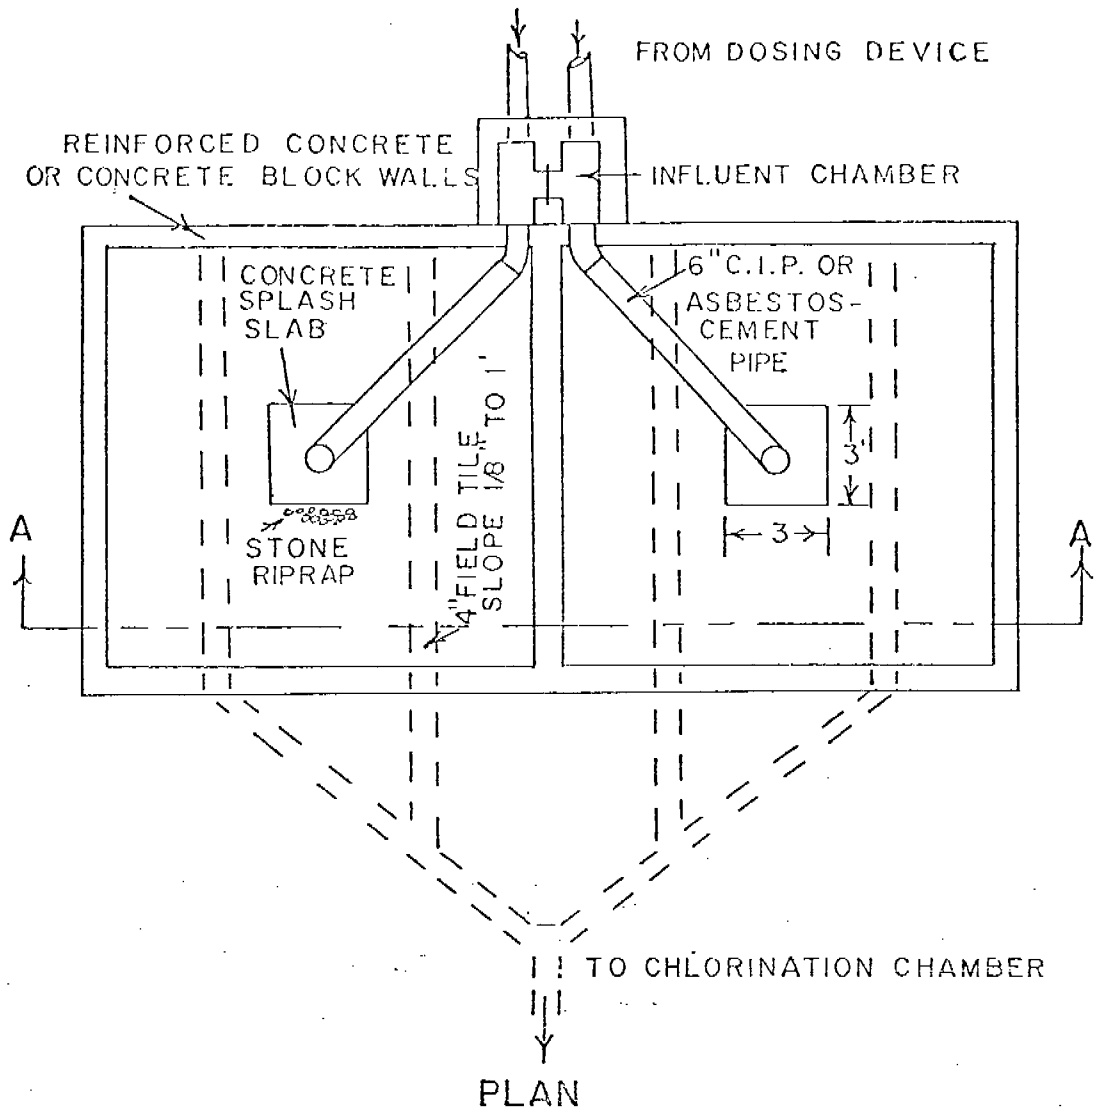 FROM DOSING DEVICE
REINFORCED CONCRETE
OR CONCRETE BLOCK WALLS
INFLUENT CHAMBER
CONCRETE
SPLASH
SLAB
6" C.I.P. OR
ASBESTOS-
CEMENT
PIPE
4" FIELD TILE
SLOPE 1/8" TO 1'
3'
3
STONE
RIPRAP
A
A
TO CHLORINATION CHAMBER
PLAN